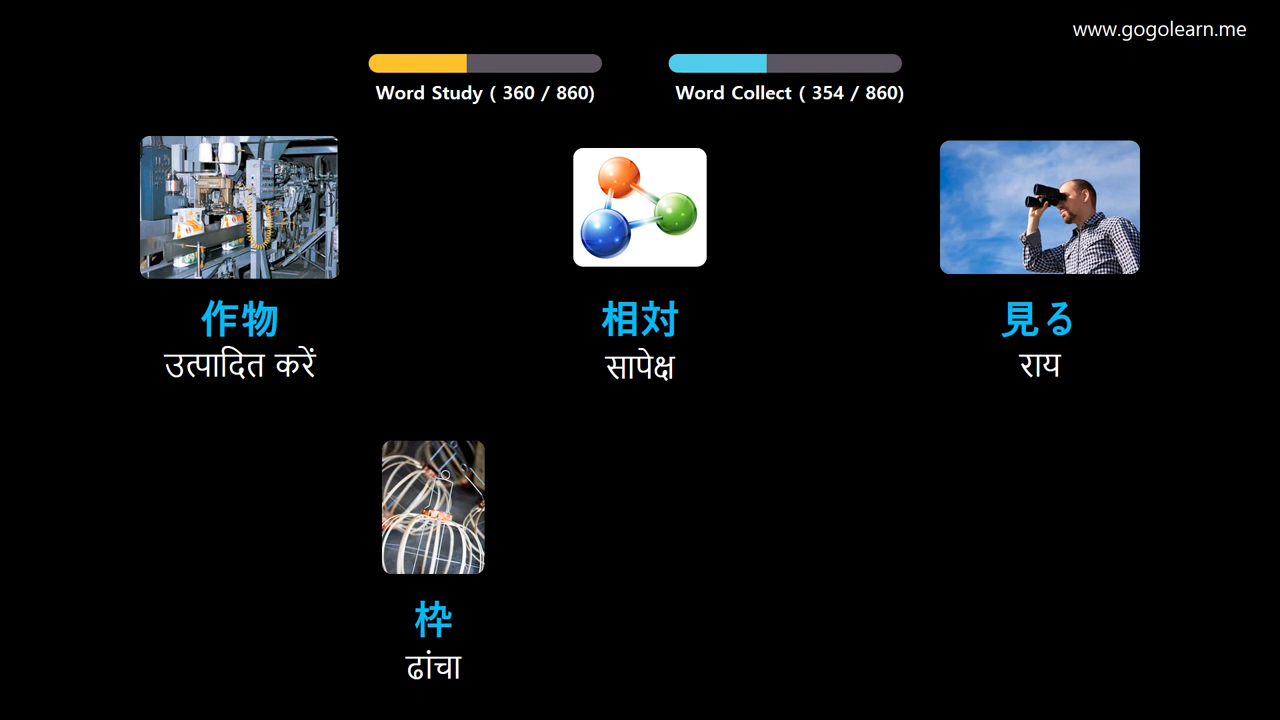 www.gogolearn.me
Word Study ( 360 / 860)
Word Collect ( 354 / 860)
作物
उत्पादित करें
相対
सापेक्ष
見る
राय
枠
ढांचा